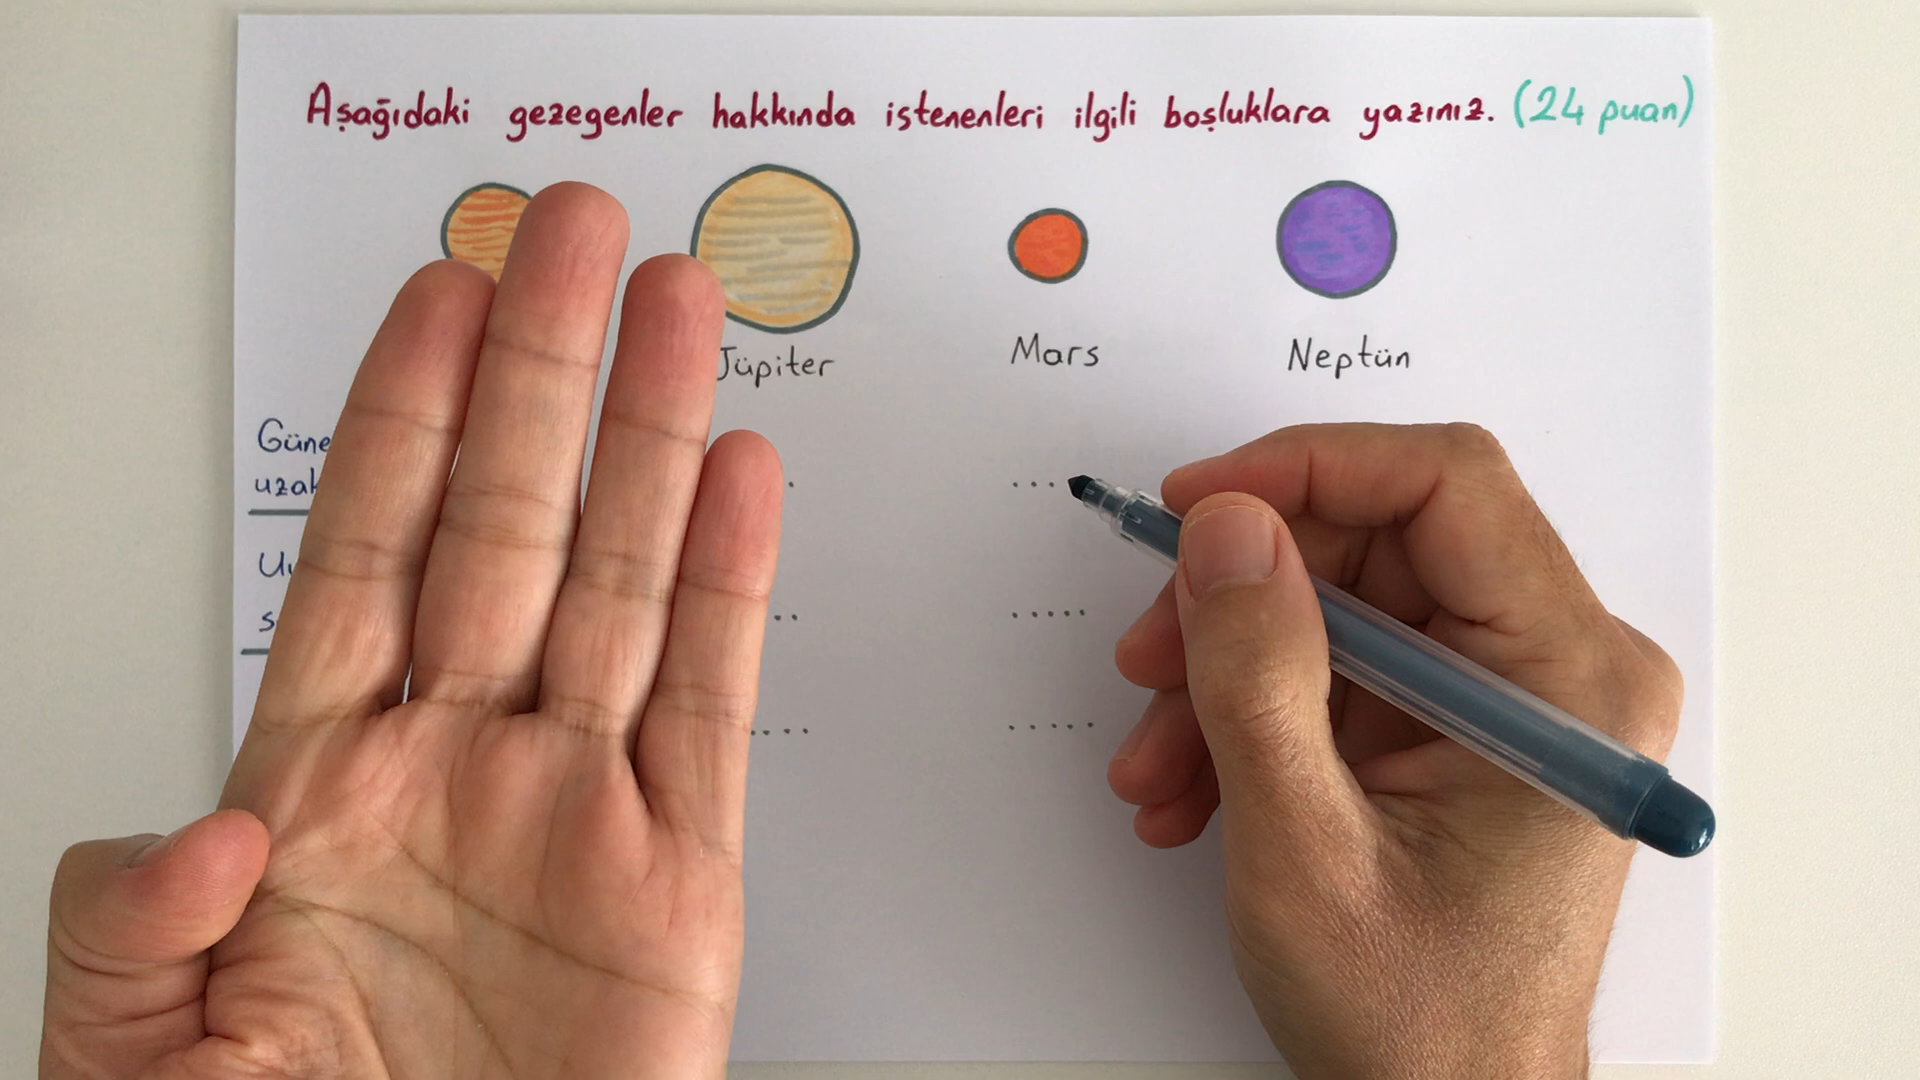 Aşağıdaki gezegenler hakkında istenenleri ilgili boşluklara yazınız. (24 puan)
Jüpiter Mars Neptün